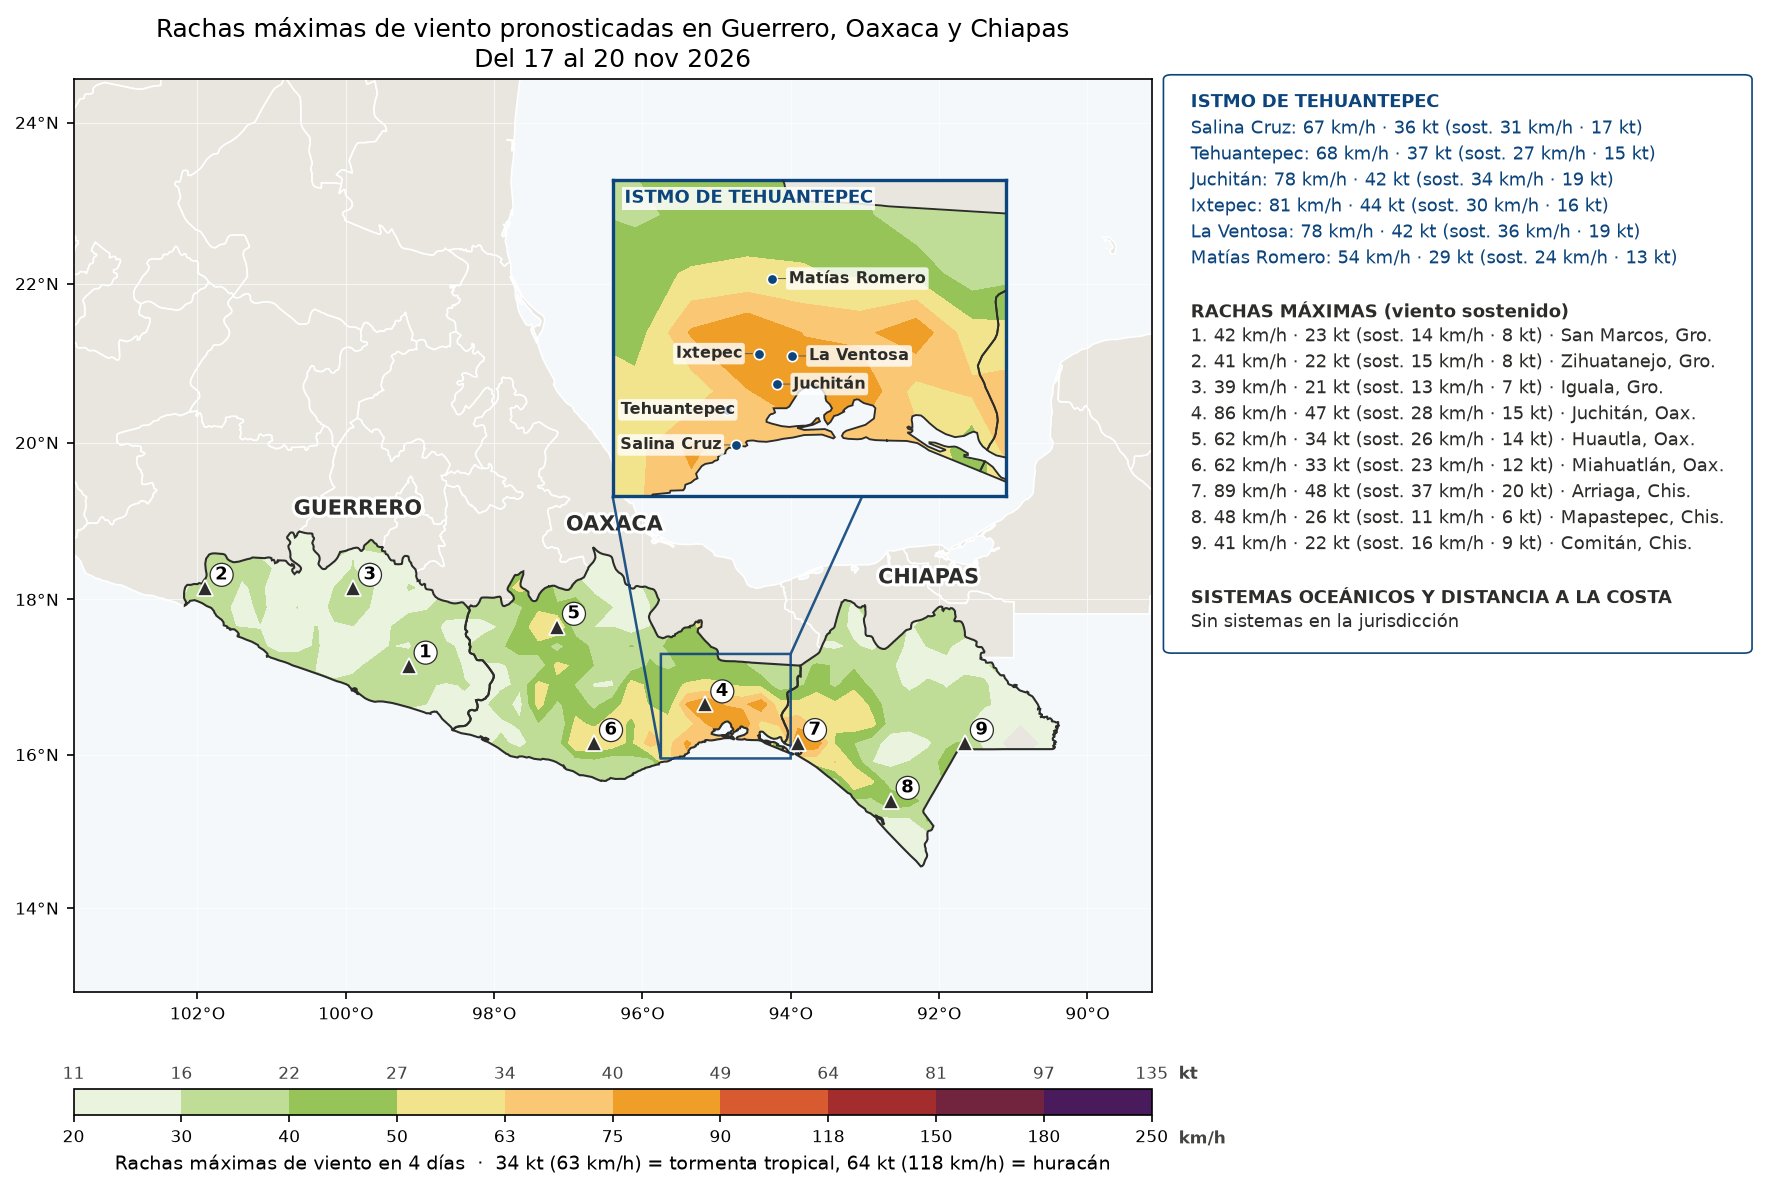 Rachas máximas de viento pronosticadas en Guerrero, Oaxaca y Chiapas
Del 17 al 20 nov 2026
24°N
22°N
20°N
18°N
16°N
14°N
102°O
100°O
98°O
96°O
94°O
92°O
90°O
ISTMO DE TEHUANTEPEC
Matías Romero
Ixtepec
La Ventosa
Juchitán
Tehuantepec
Salina Cruz
GUERRERO
OAXACA
CHIAPAS
2
3
1
5
4
6
7
9
8
ISTMO DE TEHUANTEPEC
Salina Cruz: 67 km/h · 36 kt (sost. 31 km/h · 17 kt)
Tehuantepec: 68 km/h · 37 kt (sost. 27 km/h · 15 kt)
Juchitán: 78 km/h · 42 kt (sost. 34 km/h · 19 kt)
Ixtepec: 81 km/h · 44 kt (sost. 30 km/h · 16 kt)
La Ventosa: 78 km/h · 42 kt (sost. 36 km/h · 19 kt)
Matías Romero: 54 km/h · 29 kt (sost. 24 km/h · 13 kt)
RACHAS MÁXIMAS (viento sostenido)
1. 42 km/h · 23 kt (sost. 14 km/h · 8 kt) · San Marcos, Gro.
2. 41 km/h · 22 kt (sost. 15 km/h · 8 kt) · Zihuatanejo, Gro.
3. 39 km/h · 21 kt (sost. 13 km/h · 7 kt) · Iguala, Gro.
4. 86 km/h · 47 kt (sost. 28 km/h · 15 kt) · Juchitán, Oax.
5. 62 km/h · 34 kt (sost. 26 km/h · 14 kt) · Huautla, Oax.
6. 62 km/h · 33 kt (sost. 23 km/h · 12 kt) · Miahuatlán, Oax.
7. 89 km/h · 48 kt (sost. 37 km/h · 20 kt) · Arriaga, Chis.
8. 48 km/h · 26 kt (sost. 11 km/h · 6 kt) · Mapastepec, Chis.
9. 41 km/h · 22 kt (sost. 16 km/h · 9 kt) · Comitán, Chis.
SISTEMAS OCEÁNICOS Y DISTANCIA A LA COSTA
Sin sistemas en la jurisdicción
11 16 22 27 34 40 49 64 81 97 135 kt
20 30 40 50 63 75 90 118 150 180 250 km/h
Rachas máximas de viento en 4 días · 34 kt (63 km/h) = tormenta tropical, 64 kt (118 km/h) = huracán